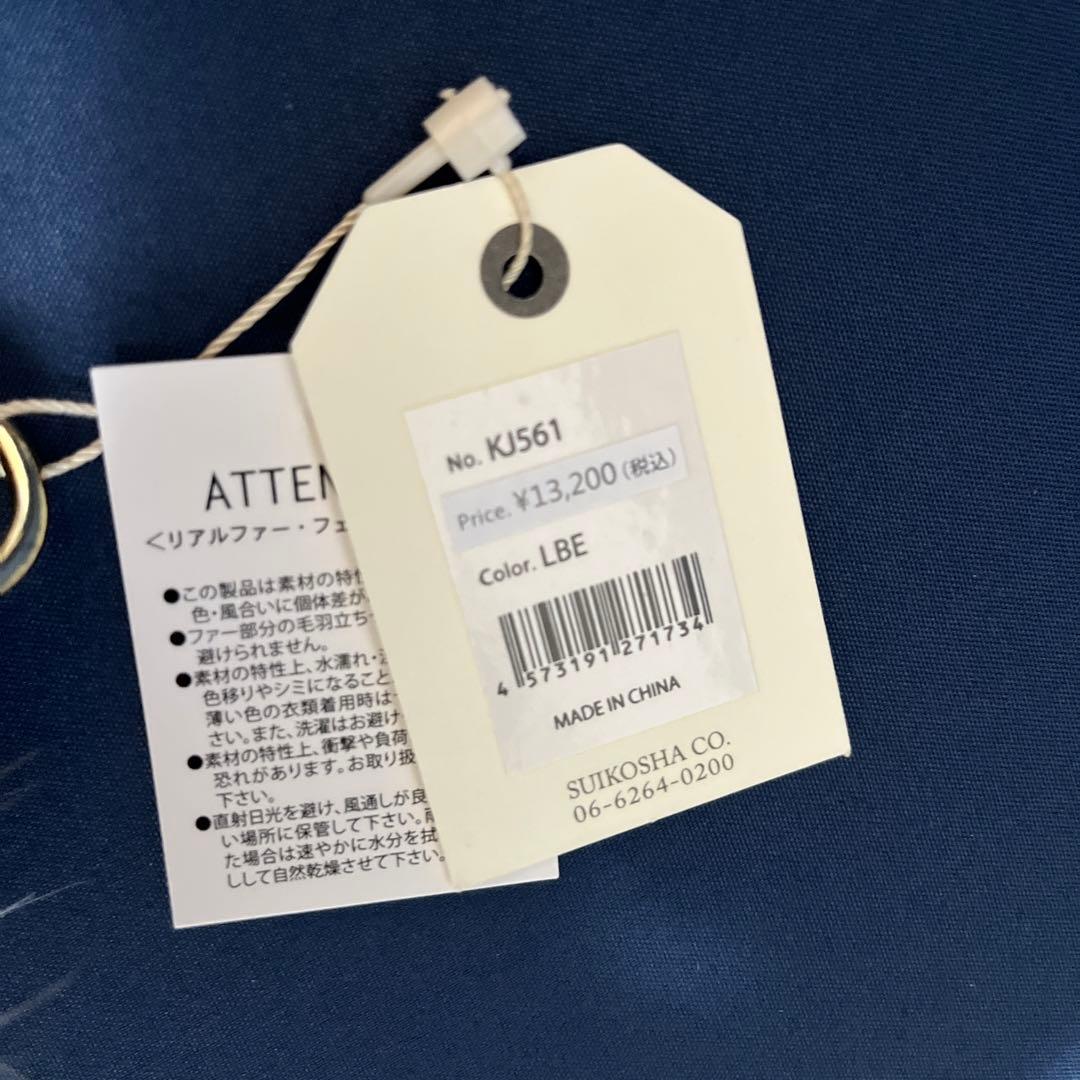 No. KJ561
Price. ¥13,200(税込)
Color. LBE
4 573191 271734
MADE IN CHINA
SUIKOSHA CO.
06-6264-0200
ATTEN
<リアルファー・フェ
●この製品は素材の特性
色・風合いに個体差が
●ファー部分の毛羽立ち
避けられません。
●素材の特性上、水濡れ・
色移りやシミになること
薄い色の衣類着用時は
さい。また、洗濯はお避け
●素材の特性上、衝撃や負荷
恐れがあります。お取り扱
下さい。
●直射日光を避け、風通しが良
い場所に保管して下さい。
た場合は速やかに水分を拭
ししして自然乾燥させて下さい。